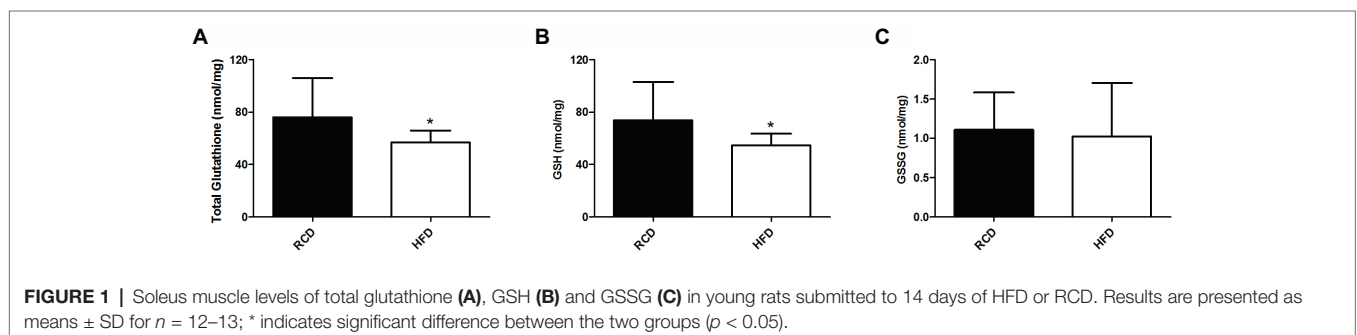 A
B
C
Total Glutathione (nmol/mg)
120
80
40
0
RCD
HFD
*
GSH (nmol/mg)
120
80
40
0
RCD
HFD
*
GSSG (nmol/mg)
2.0
1.5
1.0
0.5
0.0
RCD
HFD
FIGURE 1 | Soleus muscle levels of total glutathione (A), GSH (B) and GSSG (C) in young rats submitted to 14 days of HFD or RCD. Results are presented as
means ± SD for n = 12–13; * indicates significant difference between the two groups (p < 0.05).